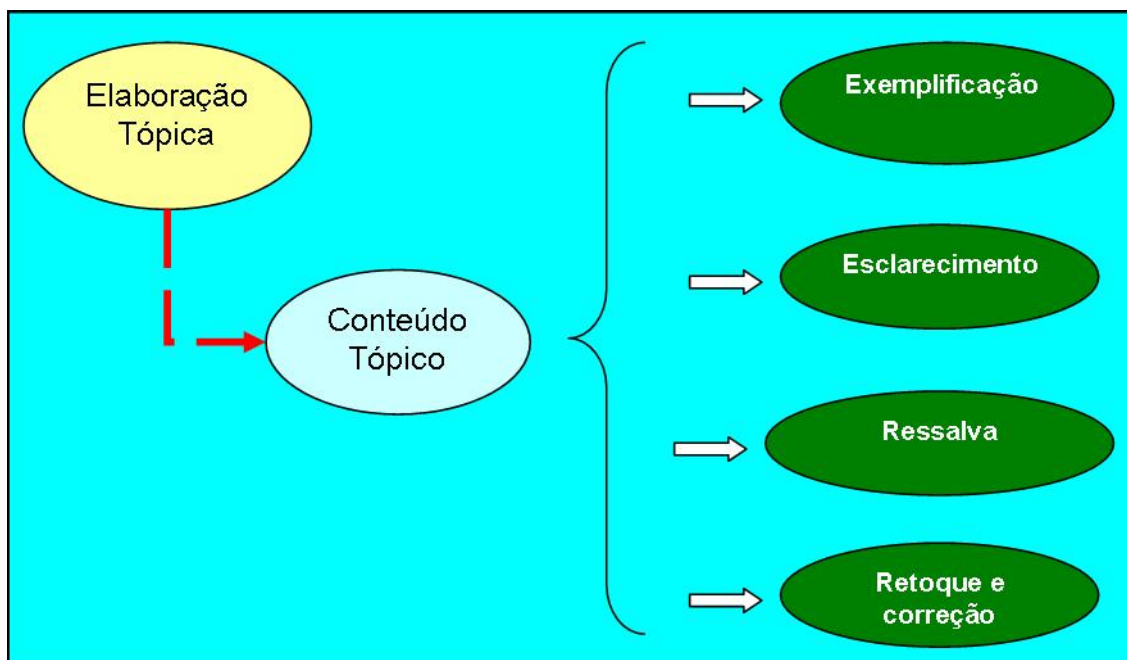 Elaboração
Tópica
Conteúdo
Tópico
Exemplificação
Esclarecimento
Ressalva
Retoque e
correção